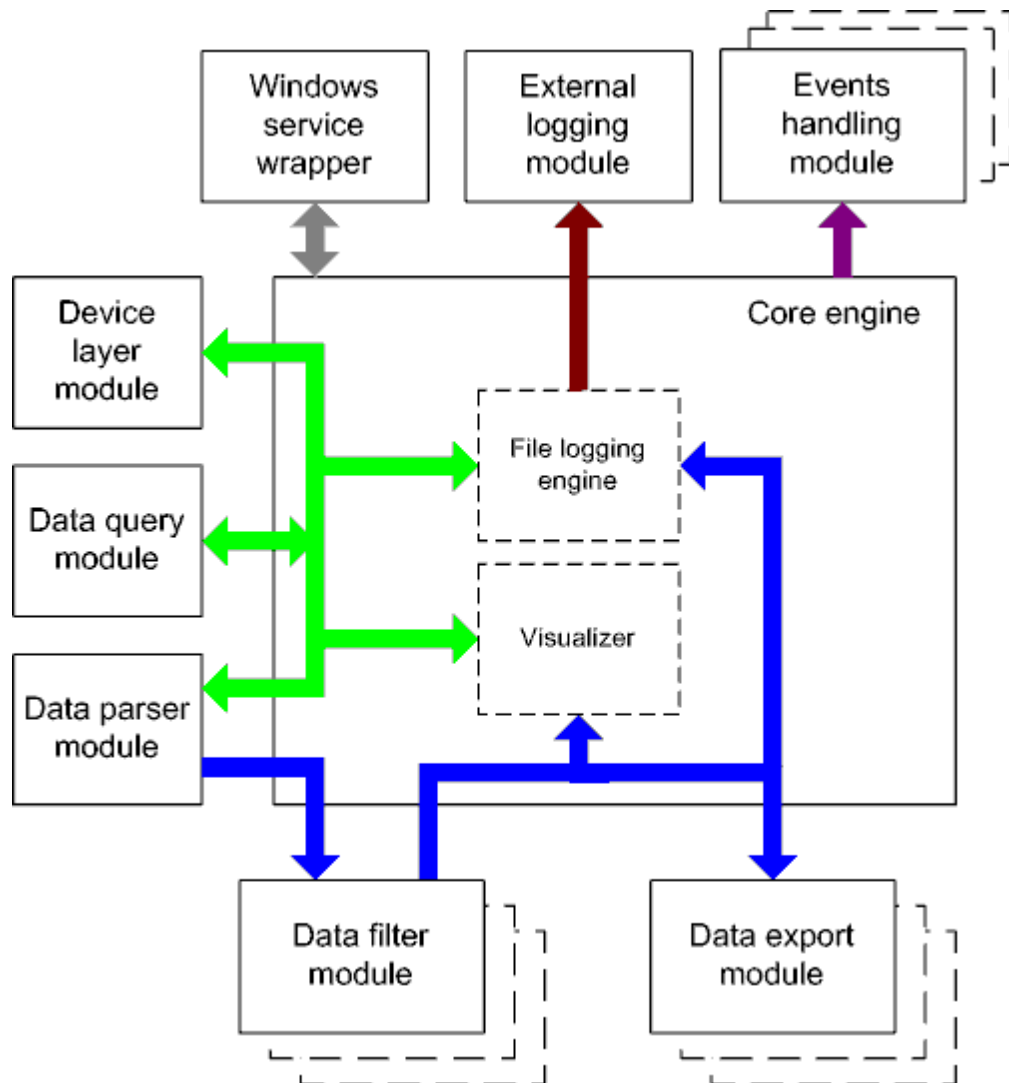 Windows
service
wrapper
External
logging
module
Events
handling
module
Device
layer
module
Core engine
File logging
engine
Data query
module
Visualizer
Data parser
module
Data filter
module
Data export
module